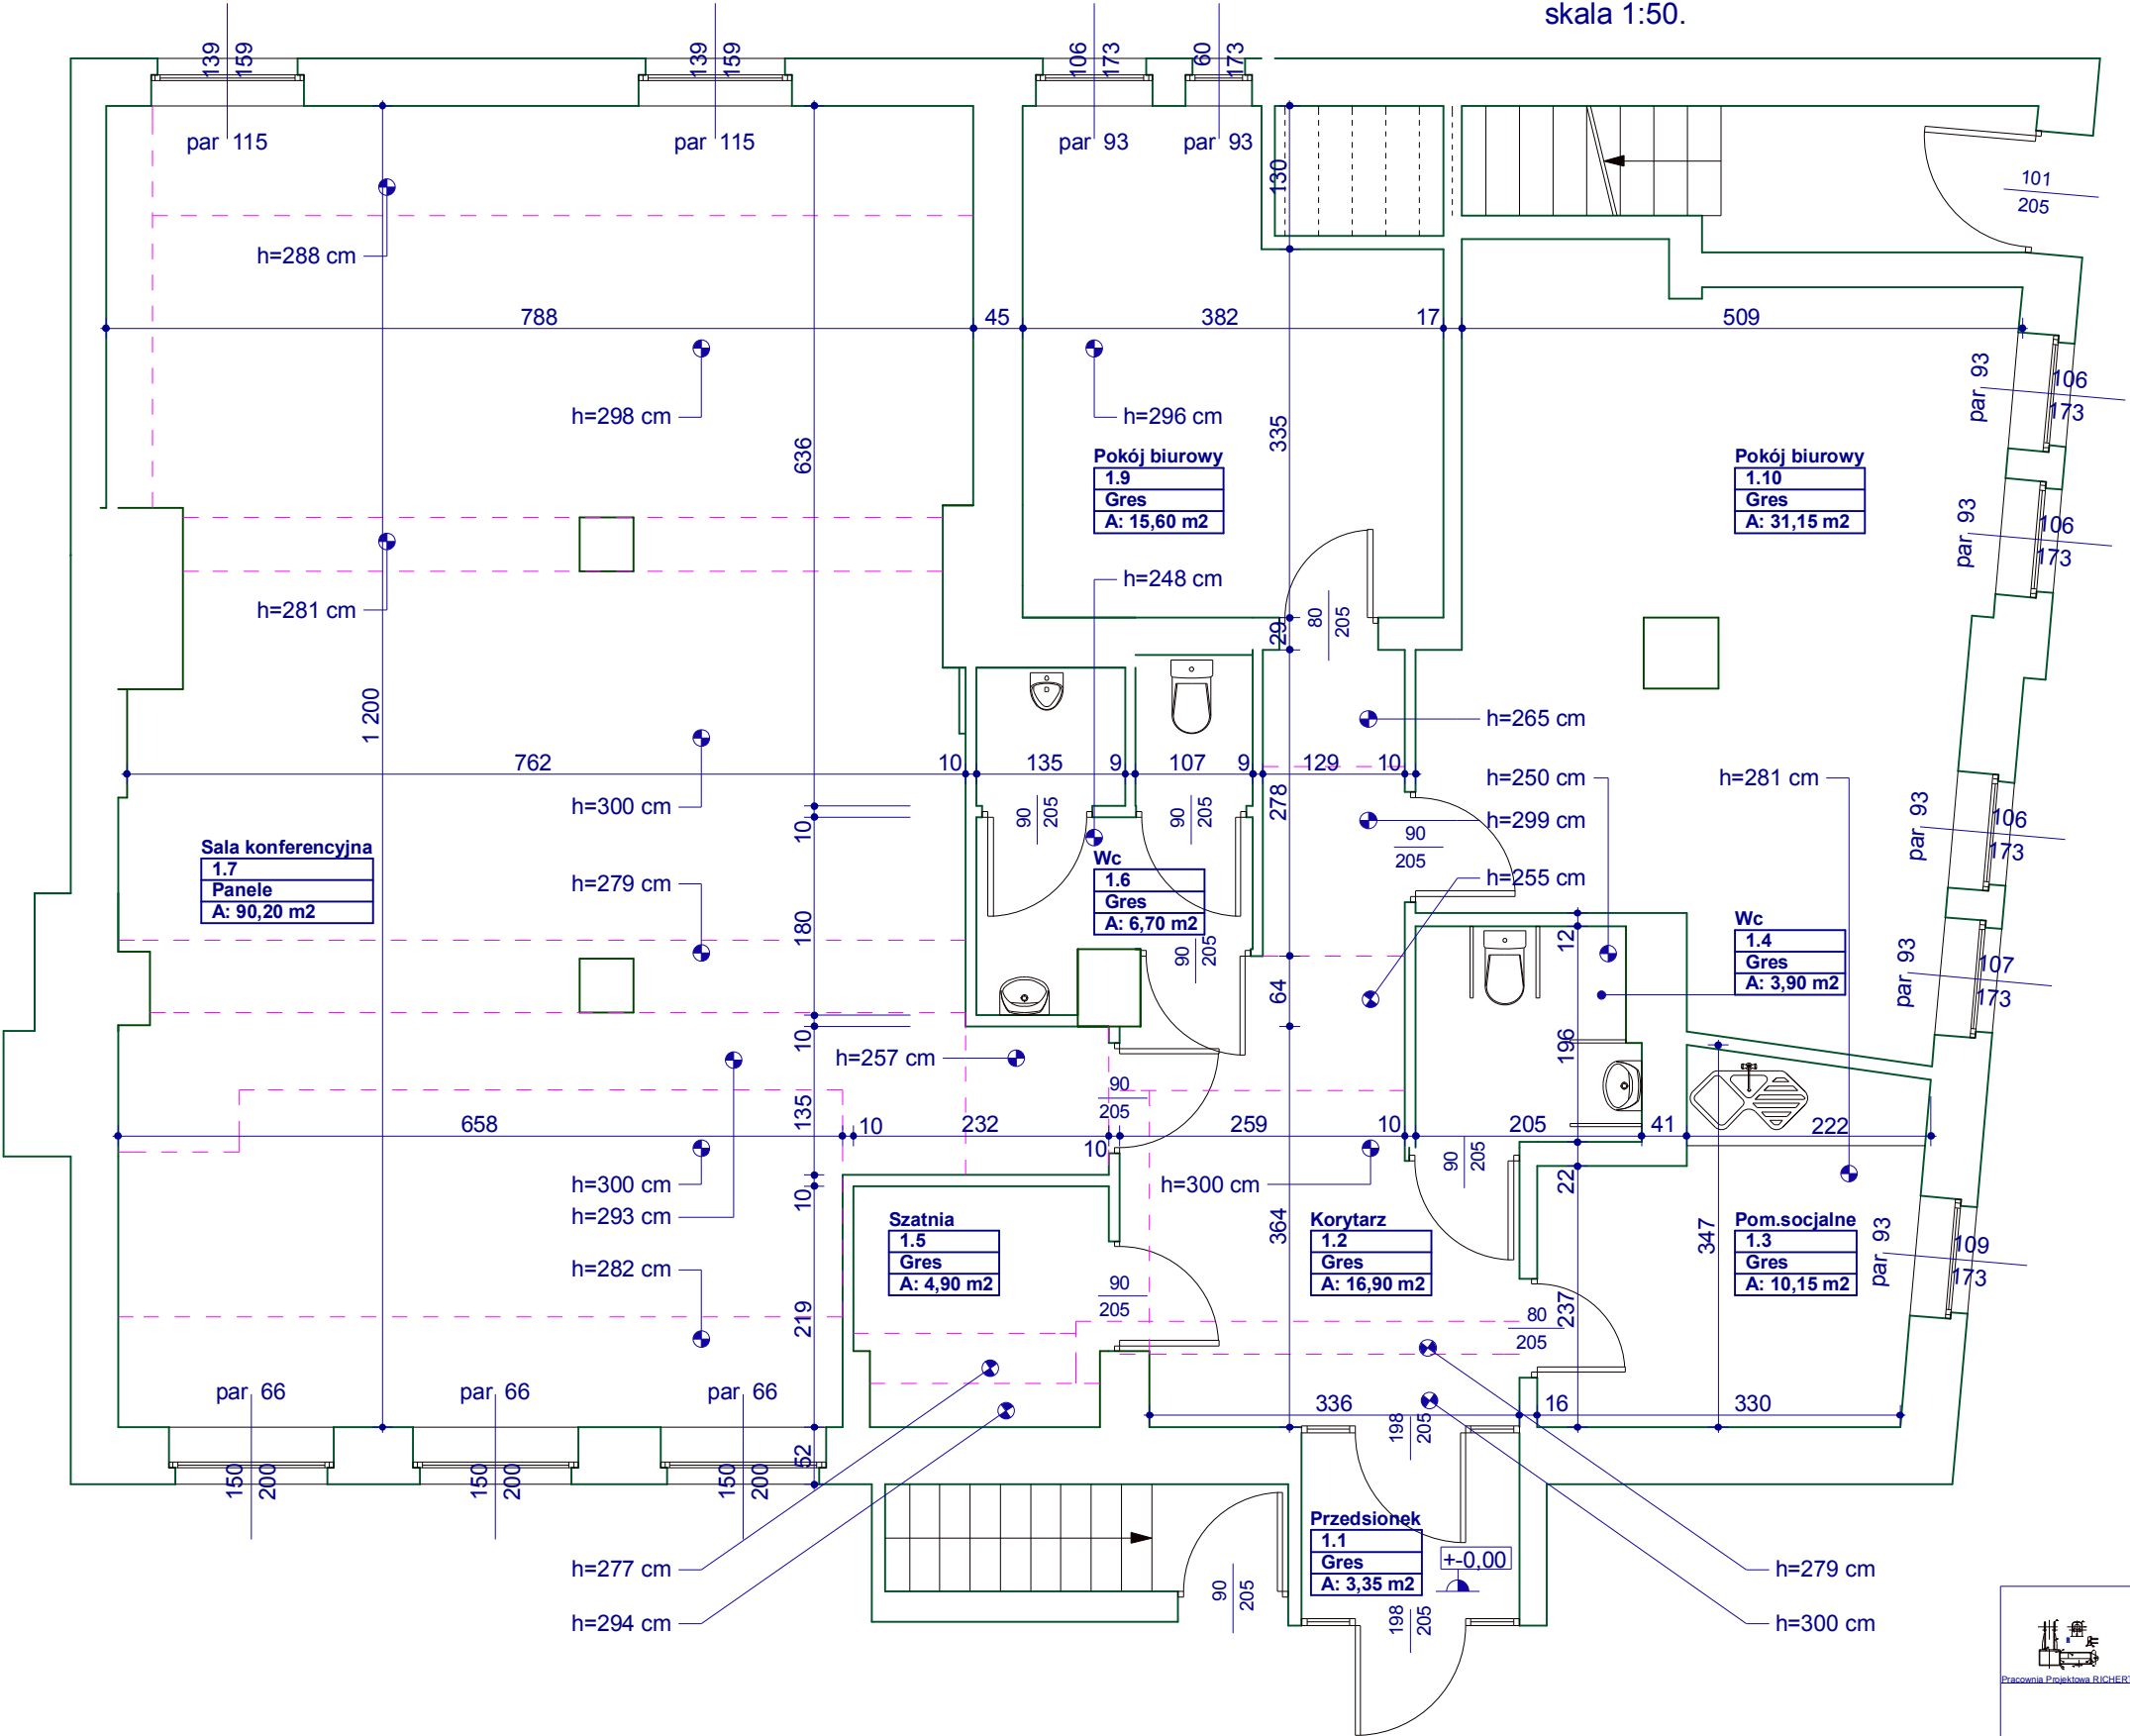 skala 1:50.
139
159
139
159
106
173
60
173
par 115
par 115
par 93
par 93
130
101
205
h=288 cm
788
45
382
17
509
h=298 cm
h=296 cm
636
335
par 93
106
173
Pokój biurowy
1.9
Gres
A: 15,60 m2
Pokój biurowy
1.10
Gres
A: 31,15 m2
par 93
106
173
h=281 cm
h=248 cm
29
80
205
1 200
h=265 cm
762
10
135
9
107
9
129
10
h=250 cm
h=281 cm
h=300 cm
10
90
205
90
205
278
h=299 cm
90
205
par 93
106
173
Sala konferencyjna
1.7
Panele
A: 90,20 m2
h=279 cm
Wc
1.6
Gres
A: 6,70 m2
h=255 cm
180
90
205
12
Wc
1.4
Gres
A: 3,90 m2
par 93
107
173
64
10
h=257 cm
196
90
205
135
658
10
232
10
259
10
205
41
222
90
205
h=300 cm
10
h=300 cm
22
h=293 cm
Szatnia
1.5
Gres
A: 4,90 m2
364
Korytarz
1.2
Gres
A: 16,90 m2
347
Pom.socjalne
1.3
Gres
A: 10,15 m2
par 93
109
173
h=282 cm
219
90
205
237
80
205
par 66
par 66
par 66
336
198
205
16
330
52
150
200
150
200
150
200
Przedsionek
1.1
Gres
A: 3,35 m2
+-0,00
h=277 cm
h=279 cm
90
205
198
205
h=294 cm
h=300 cm
Pracownia Projektowa RICHERT